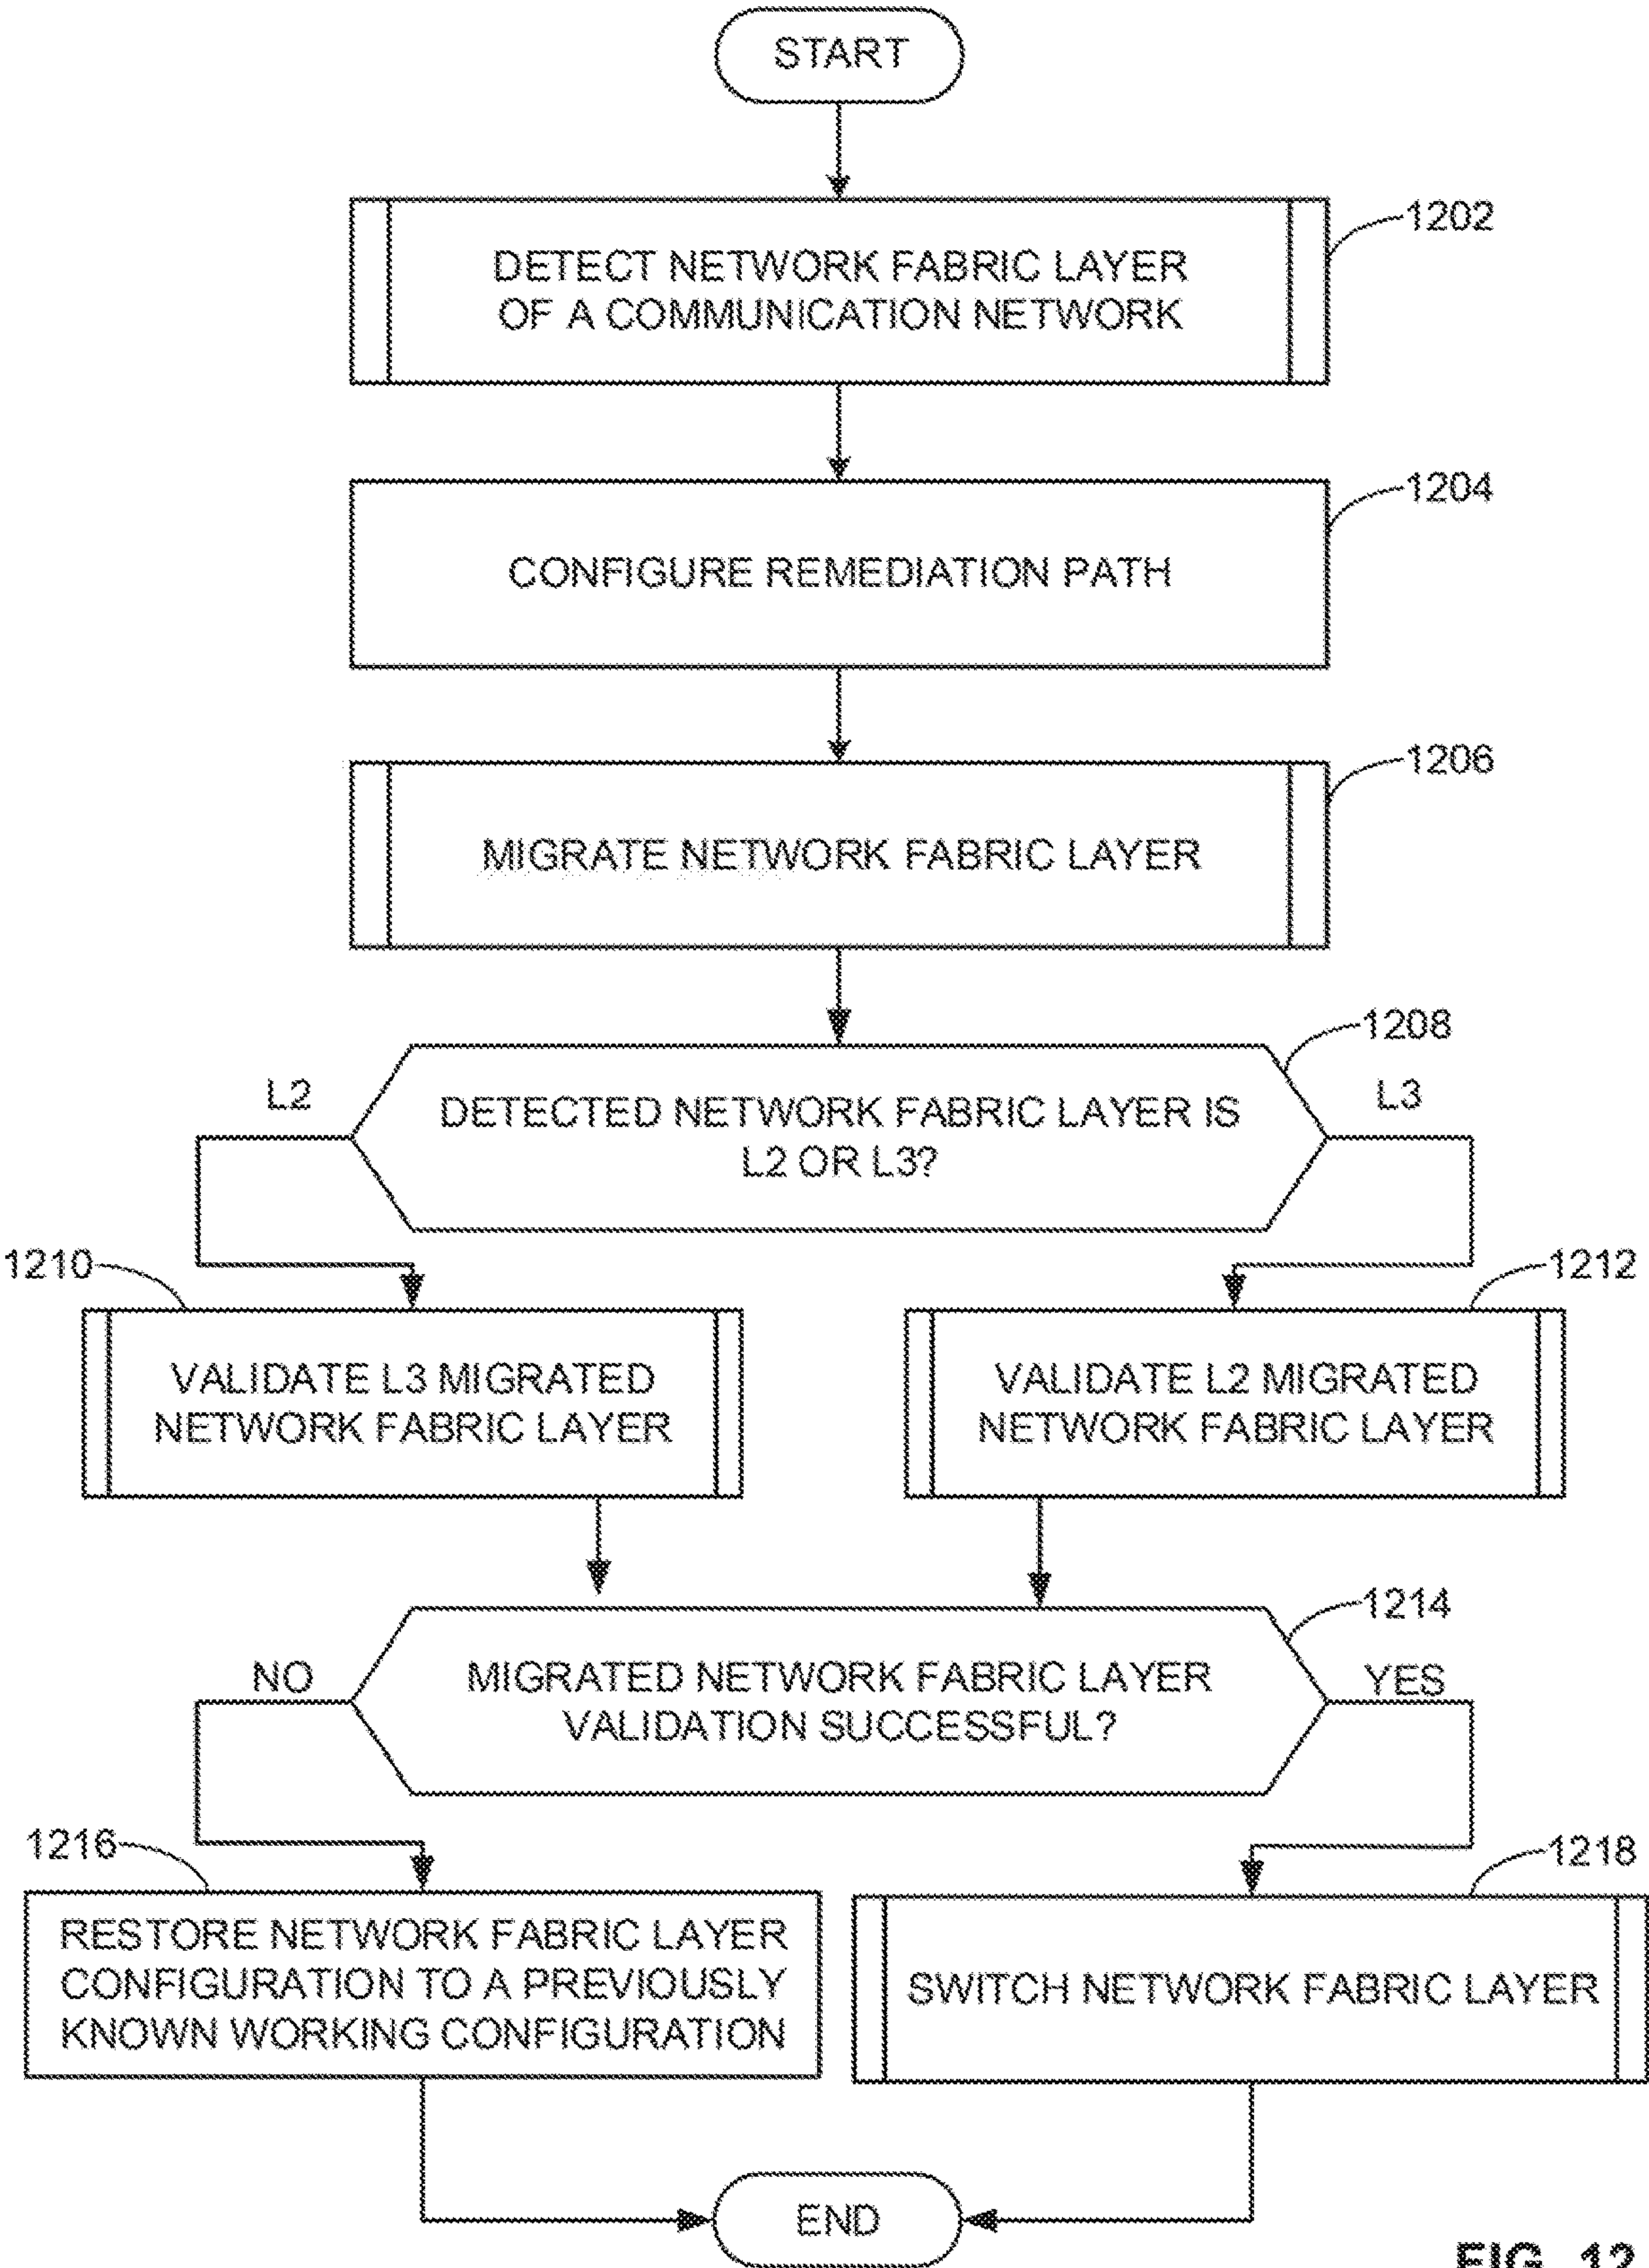 START
1202
DETECT NETWORK FABRIC LAYER
OF A COMMUNICATION NETWORK
1204
CONFIGURE REMEDIATION PATH
1206
MIGRATE NETWORK FABRIC LAYER
1208
L2
L3
DETECTED NETWORK FABRIC LAYER IS
L2 OR L3?
1210
1212
VALIDATE L3 MIGRATED
NETWORK FABRIC LAYER
VALIDATE L2 MIGRATED
NETWORK FABRIC LAYER
1214
NO
YES
MIGRATED NETWORK FABRIC LAYER
VALIDATION SUCCESSFUL?
1216
1218
RESTORE NETWORK FABRIC LAYER
CONFIGURATION TO A PREVIOUSLY
KNOWN WORKING CONFIGURATION
SWITCH NETWORK FABRIC LAYER
END
FIG. 12